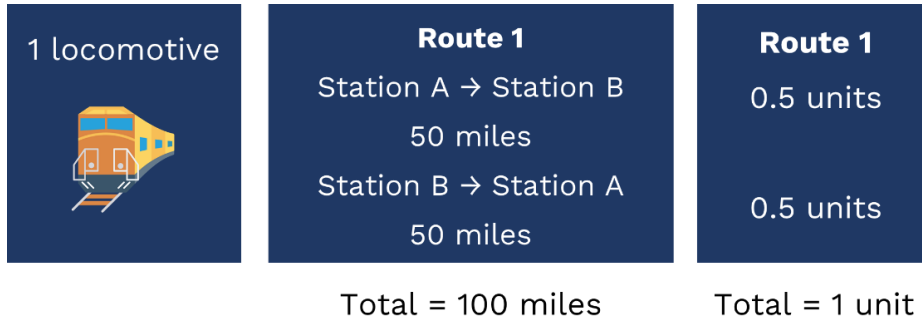 1 locomotive
Route 1
Station A → Station B
50 miles
Station B → Station A
50 miles
Total = 100 miles
Route 1
0.5 units
0.5 units
Total = 1 unit